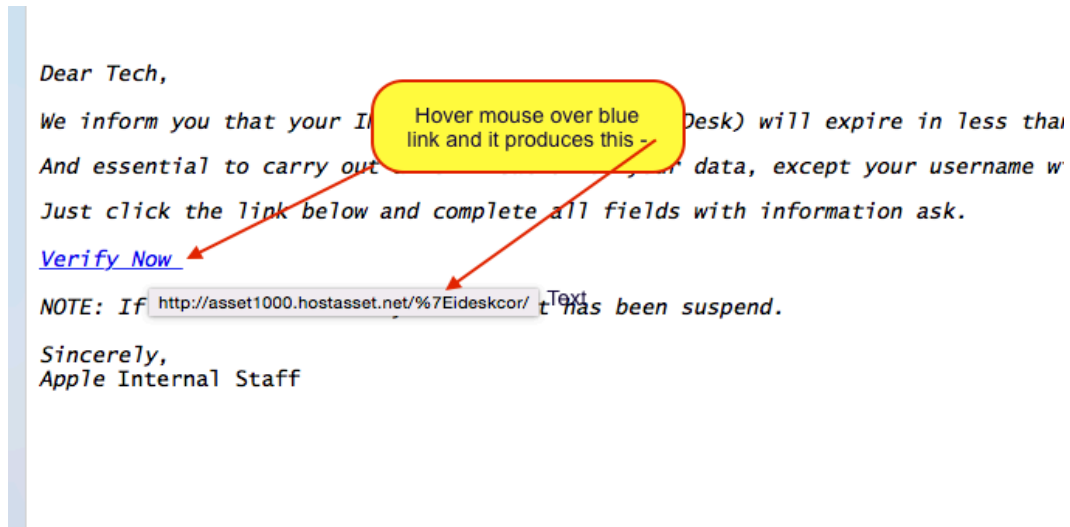 Dear Tech,
Hover mouse over blue
link and it produces this -
We inform you that your Desk) will expire in less than
And essential to carry out your data, except your username
Just click the link below and complete all fields with information ask.
Verify Now
http://asset1000.hostasset.net/%7Eideskcor/
Text
NOTE: If has been suspend.
Sincerely,
Apple Internal Staff